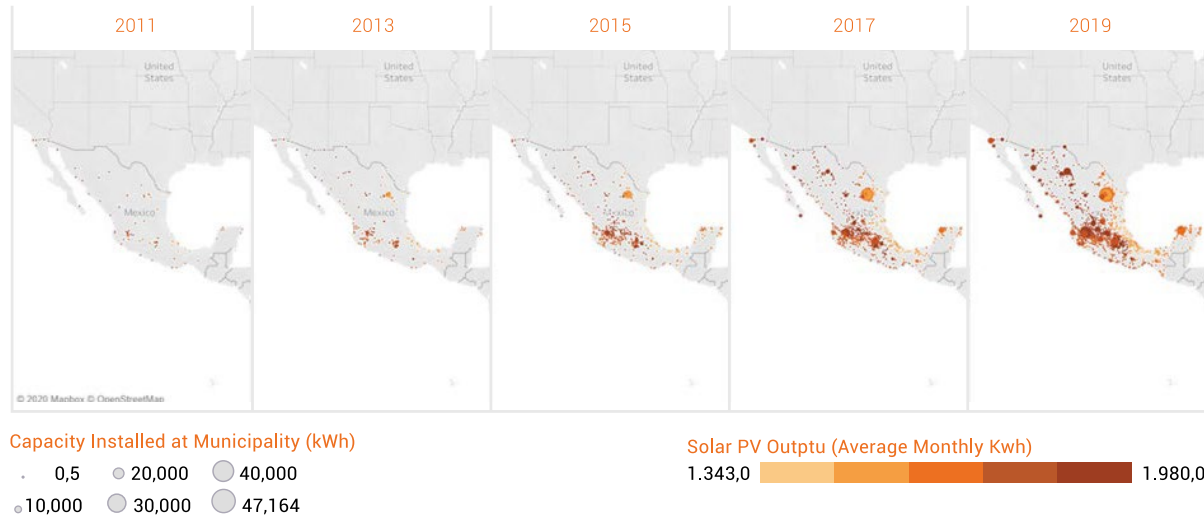 2011
2013
2015
2017
2019
United
States
Mexico
United
States
Mexico
United
States
Mexico
United
States
Mexico
United
States
© 2020 Mapbox © OpenStreetMap
Capacity Installed at Municipality (kWh)
0,5
20,000
40,000
10,000
30,000
47,164
Solar PV Outptu (Average Monthly Kwh)
1.343,0
1.980,0